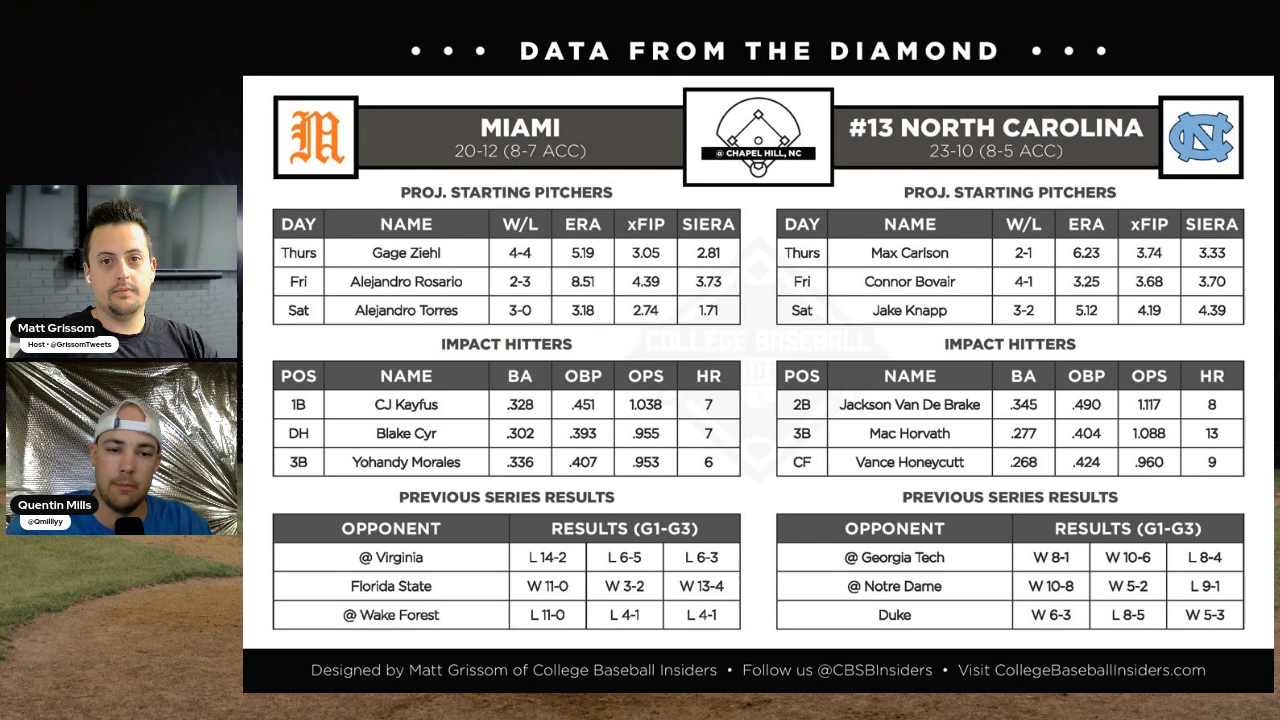 • • • DATA FROM THE DIAMOND • • •
MIAMI
20-12 (8-7 ACC)
@ CHAPEL HILL, NC
#13 NORTH CAROLINA
23-10 (8-5 ACC)
PROJ. STARTING PITCHERS
DAY NAME W/L ERA xFIP SIERA
Thurs Gage Ziehl 4-4 5.19 3.05 2.81
Fri Alejandro Rosario 2-3 8.51 4.39 3.73
Sat Alejandro Torres 3-0 3.18 2.74 1.71
IMPACT HITTERS
POS NAME BA OBP OPS HR
1B CJ Kayfus .328 .451 1.038 7
DH Blake Cyr .302 .393 .955 7
3B Yohandy Morales .336 .407 .953 6
PREVIOUS SERIES RESULTS
OPPONENT RESULTS (G1-G3)
@ Virginia L 14-2 L 6-5 L 6-3
Florida State W 11-0 W 3-2 W 13-4
@ Wake Forest L 11-0 L 4-1 L 4-1
PROJ. STARTING PITCHERS
DAY NAME W/L ERA xFIP SIERA
Thurs Max Carlson 2-1 6.23 3.74 3.33
Fri Connor Bovair 4-1 3.25 3.68 3.70
Sat Jake Knapp 3-2 5.12 4.19 4.39
IMPACT HITTERS
POS NAME BA OBP OPS HR
2B Jackson Van De Brake .345 .490 1.117 8
3B Mac Horvath .277 .404 1.088 13
CF Vance Honeycutt .268 .424 .960 9
PREVIOUS SERIES RESULTS
OPPONENT RESULTS (G1-G3)
@ Georgia Tech W 8-1 W 10-6 L 8-4
@ Notre Dame W 10-8 W 5-2 L 9-1
Duke W 6-3 L 8-5 W 5-3
COLLEGE BASEBALL
Matt Grissom
Host • @GrissomTweets
Quentin Mills
@Qmillyy
Designed by Matt Grissom of College Baseball Insiders • Follow us @CBSBInsiders • Visit CollegeBaseballInsiders.com